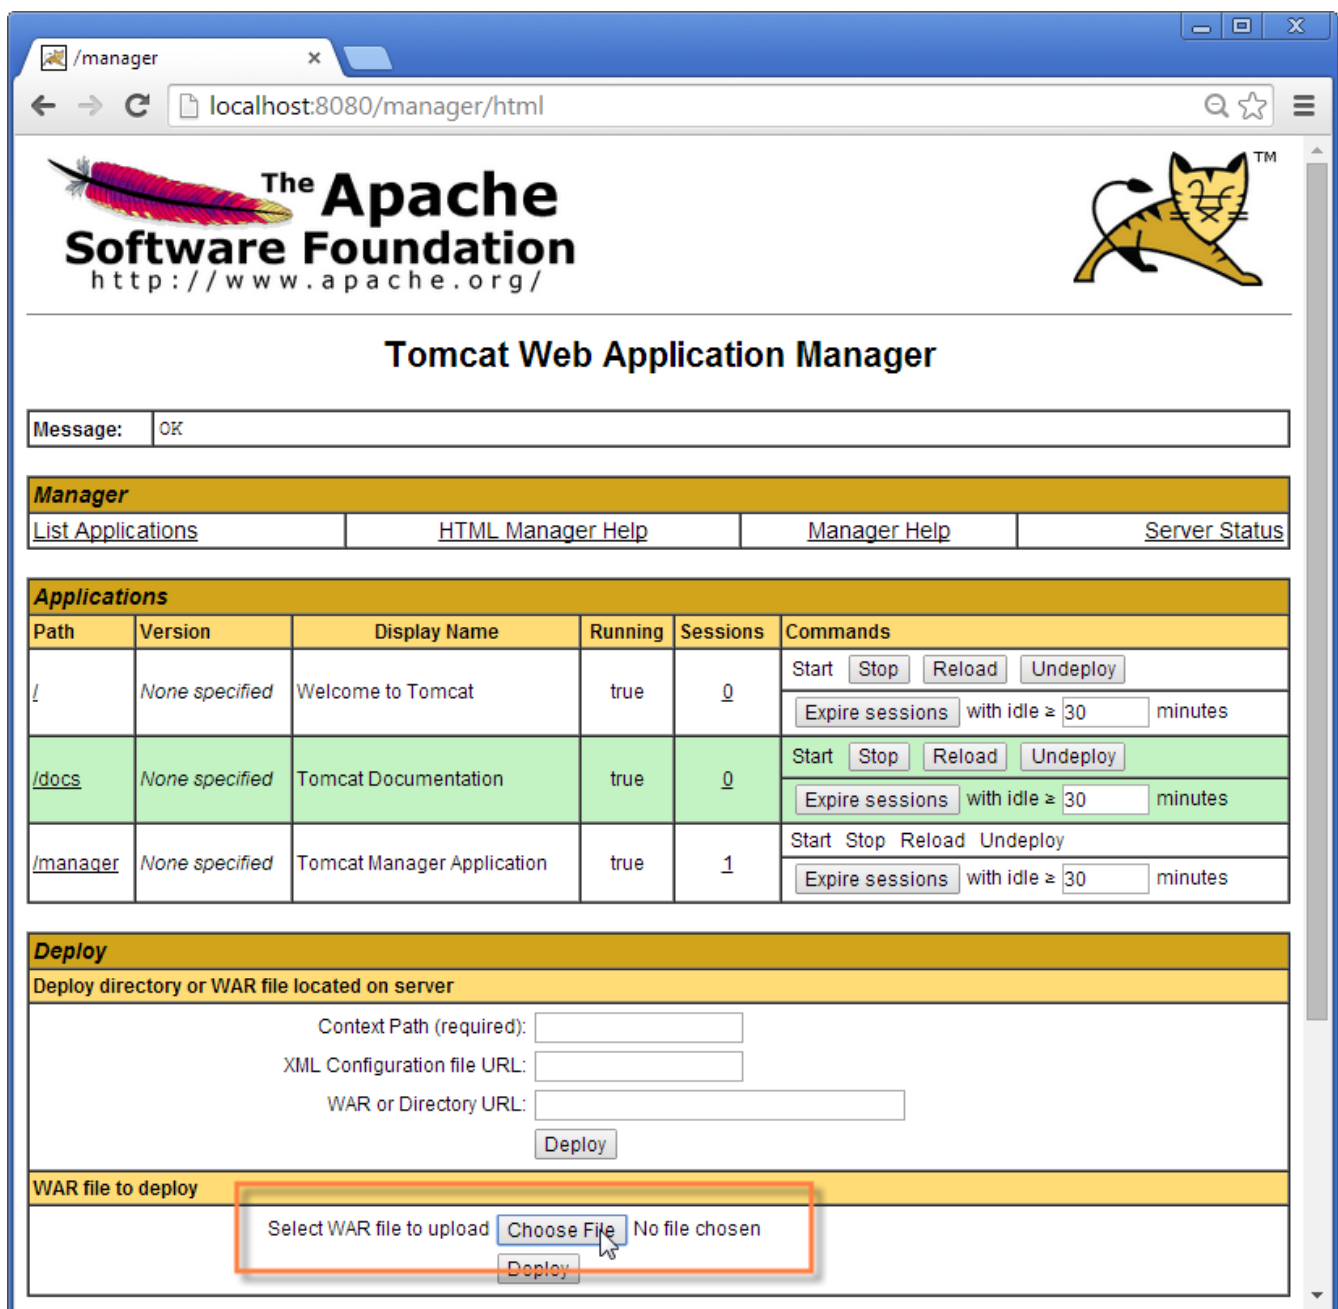 /manager
localhost:8080/manager/html
The Apache
Software Foundation
http://www.apache.org/
TM
Tomcat Web Application Manager
Message: OK
Manager
List Applications HTML Manager Help Manager Help Server Status
Applications
Path Version Display Name Running Sessions Commands
/ None specified Welcome to Tomcat true 0 Start Stop Reload Undeploy
Expire sessions with idle ≥ 30 minutes
/docs None specified Tomcat Documentation true 0 Start Stop Reload Undeploy
Expire sessions with idle ≥ 30 minutes
/manager None specified Tomcat Manager Application true 1 Start Stop Reload Undeploy
Expire sessions with idle ≥ 30 minutes
Deploy
Deploy directory or WAR file located on server
Context Path (required):
XML Configuration file URL:
WAR or Directory URL:
Deploy
WAR file to deploy
Select WAR file to upload Choose File No file chosen
Deploy